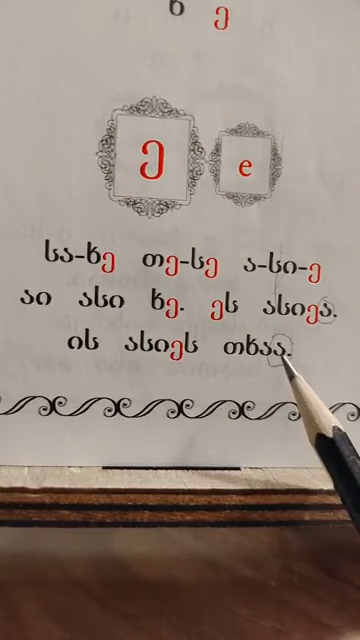 ე
ე e
სა-ხე თე-სე ა-სი-ე
აი ასი ხე. ეს ასიეა.
ის ასიეს თხაა.